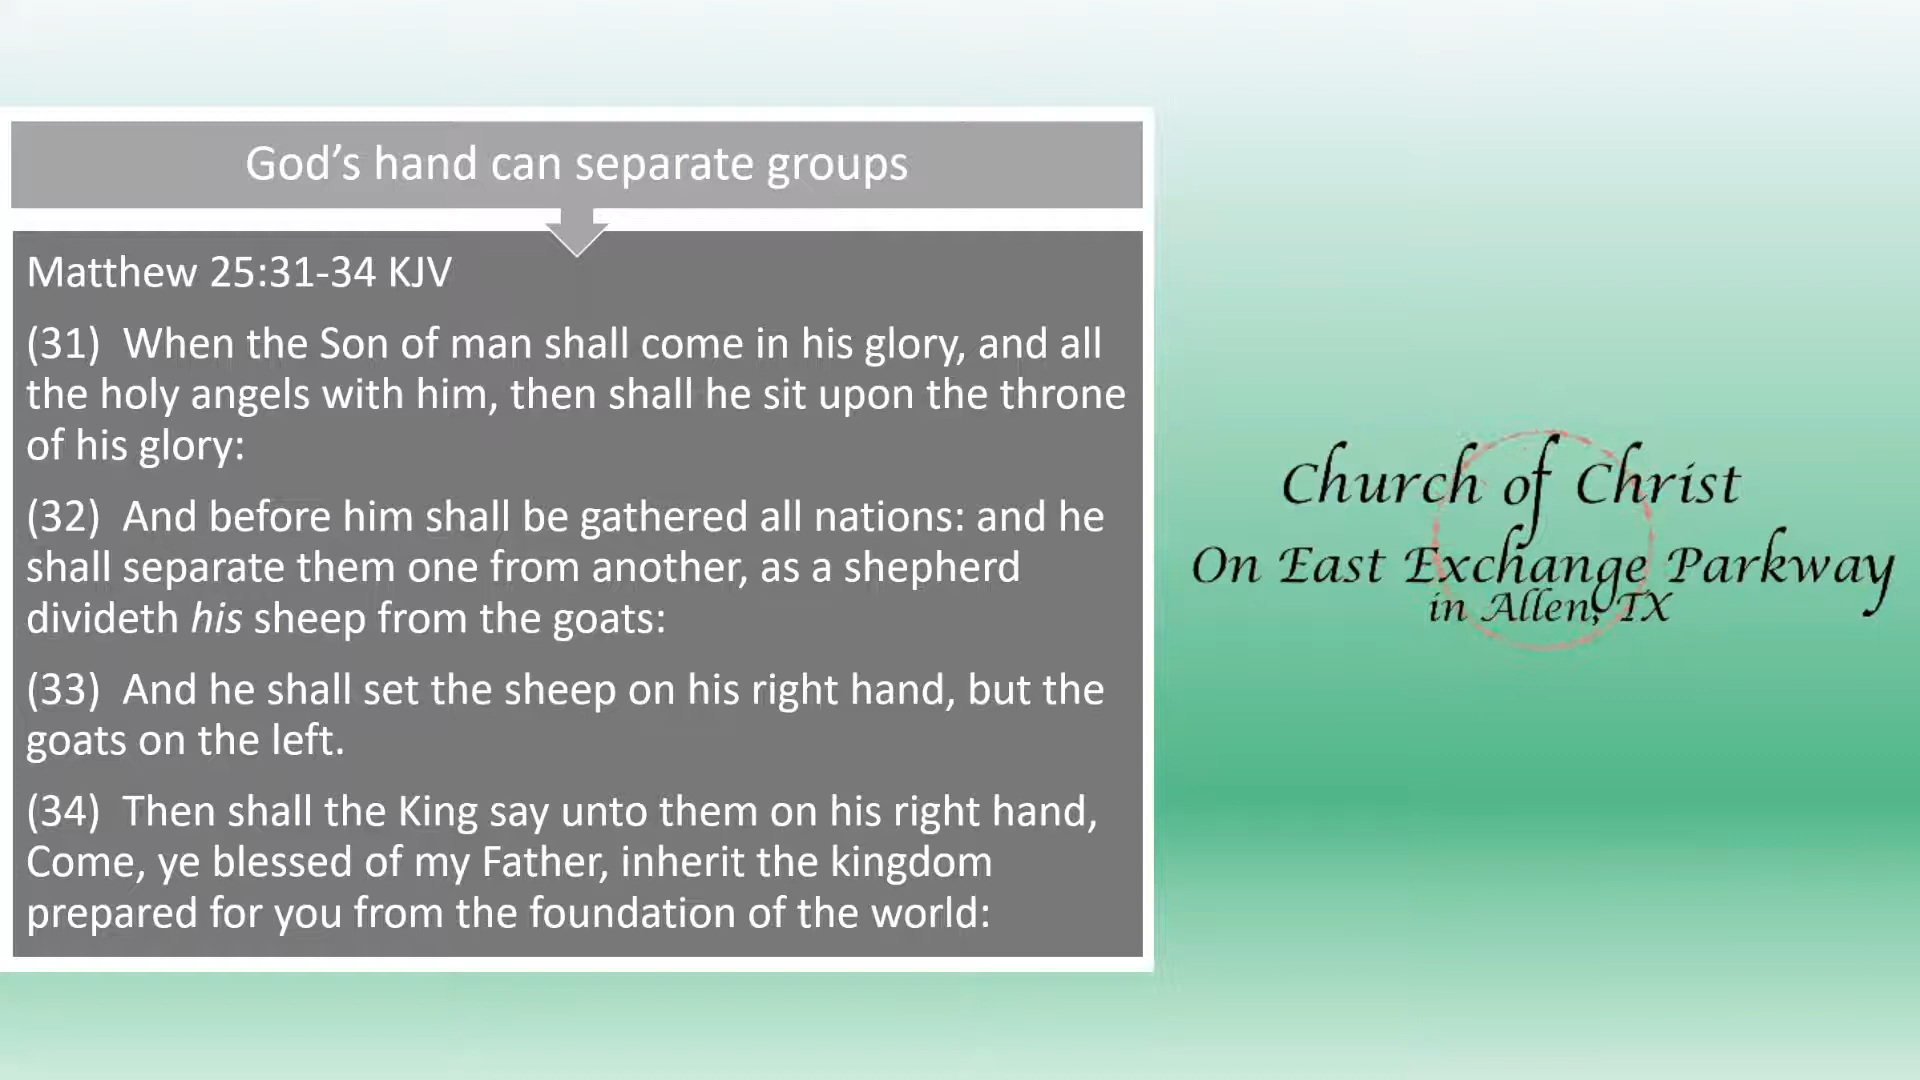 God’s hand can separate groups
Matthew 25:31-34 KJV
(31)  When the Son of man shall come in his glory, and all
the holy angels with him, then shall he sit upon the throne
of his glory:
(32)  And before him shall be gathered all nations: and he
shall separate them one from another, as a shepherd
divideth his sheep from the goats:
(33)  And he shall set the sheep on his right hand, but the
goats on the left.
(34)  Then shall the King say unto them on his right hand,
Come, ye blessed of my Father, inherit the kingdom
prepared for you from the foundation of the world:
Church of Christ
On East Exchange Parkway
in Allen, TX